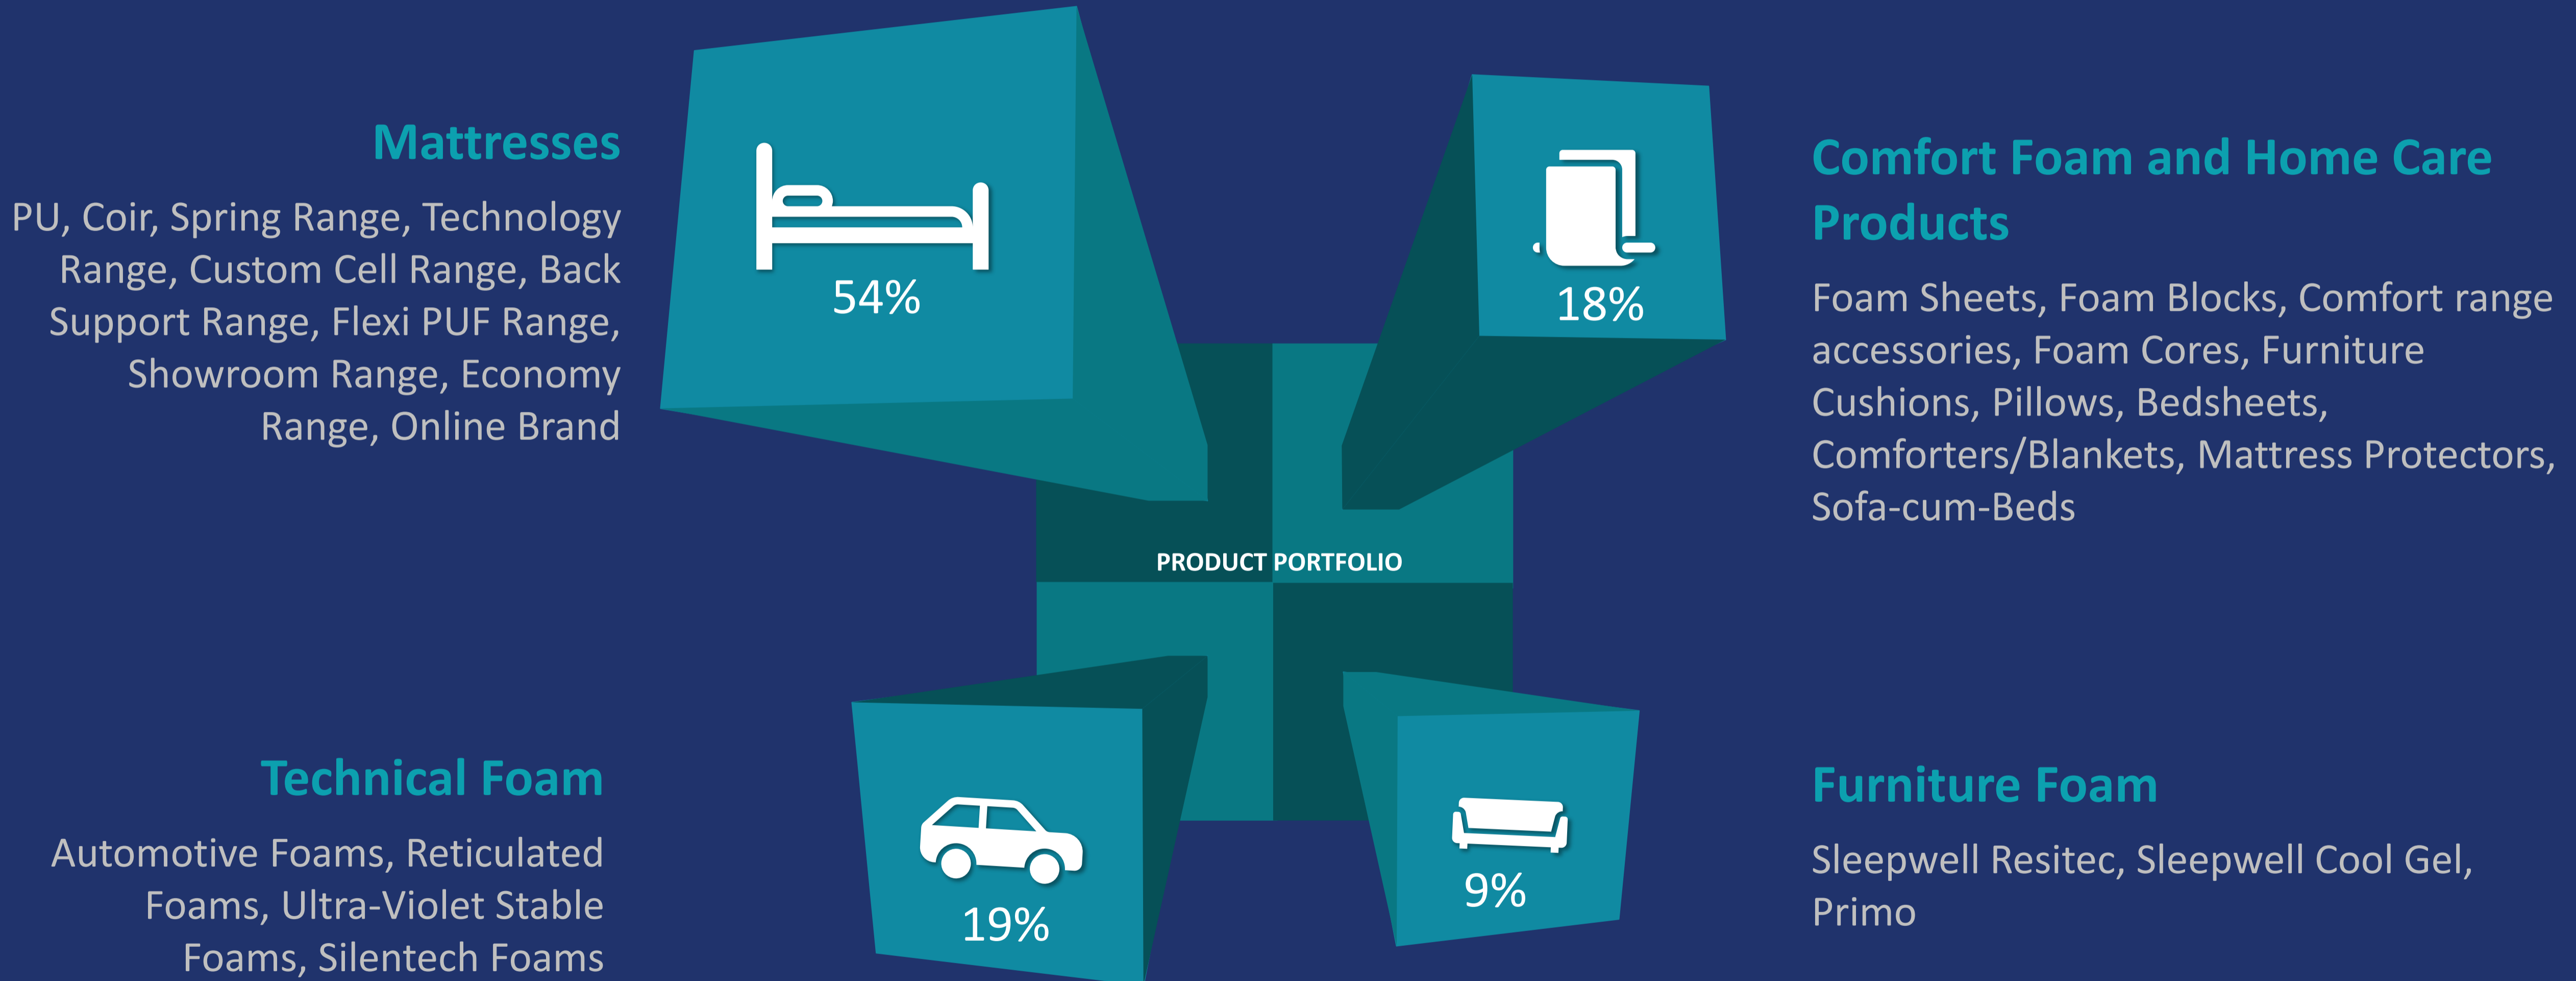 Mattresses
PU, Coir, Spring Range, Technology
Range, Custom Cell Range, Back
Support Range, Flexi PUF Range,
Showroom Range, Economy
Range, Online Brand
54%
18%
Comfort Foam and Home Care
Products
Foam Sheets, Foam Blocks, Comfort range
accessories, Foam Cores, Furniture
Cushions, Pillows, Bedsheets,
Comforters/Blankets, Mattress Protectors,
Sofa-cum-Beds
PRODUCT PORTFOLIO
Technical Foam
Automotive Foams, Reticulated
Foams, Ultra-Violet Stable
Foams, Silentech Foams
19%
9%
Furniture Foam
Sleepwell Resitec, Sleepwell Cool Gel,
Primo